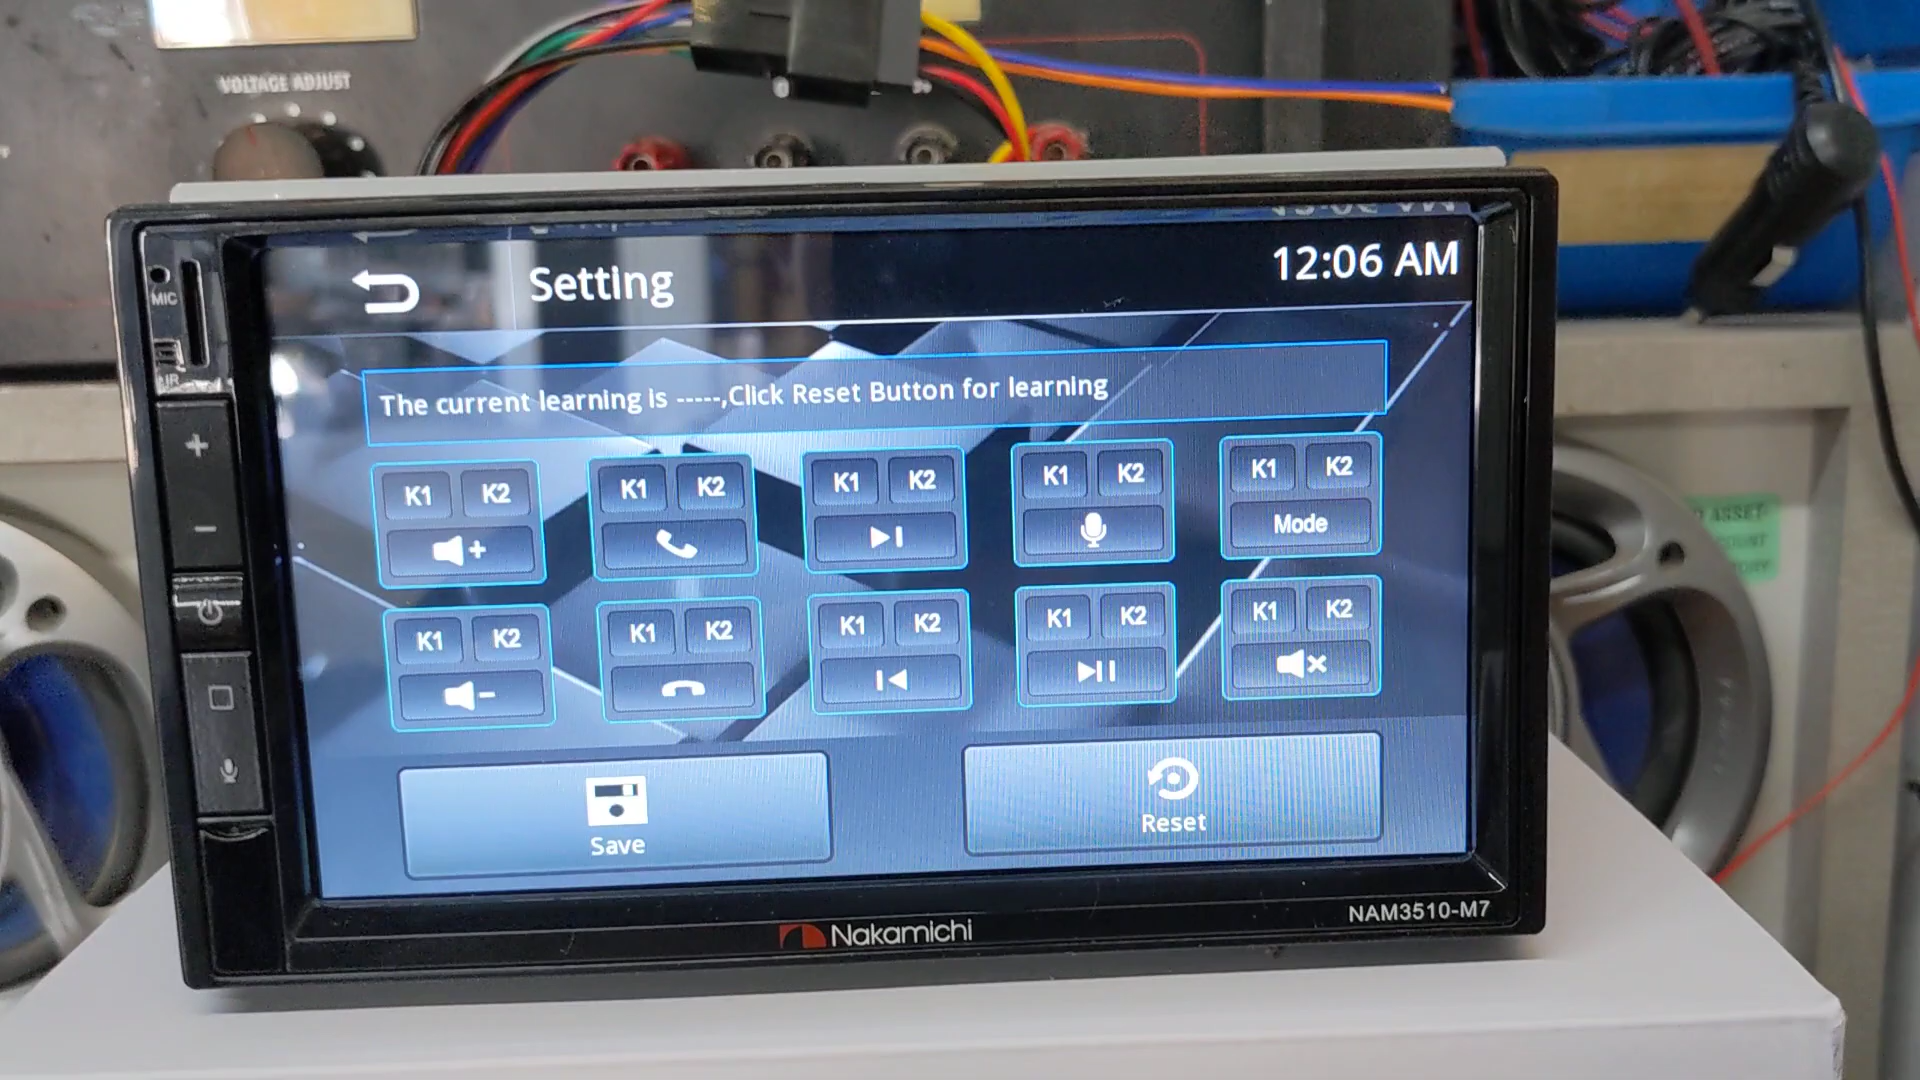 VOLTAGE ADJUST
Setting
12:06 AM
MIC
IR
The current learning is -----,Click Reset Button for learning
K1 K2 K1 K2 K1 K2 K1 K2 K1 K2
Mode
K1 K2 K1 K2 K1 K2 K1 K2 K1 K2
Save
Reset
Nakamichi
NAM3510-M7
ASSET